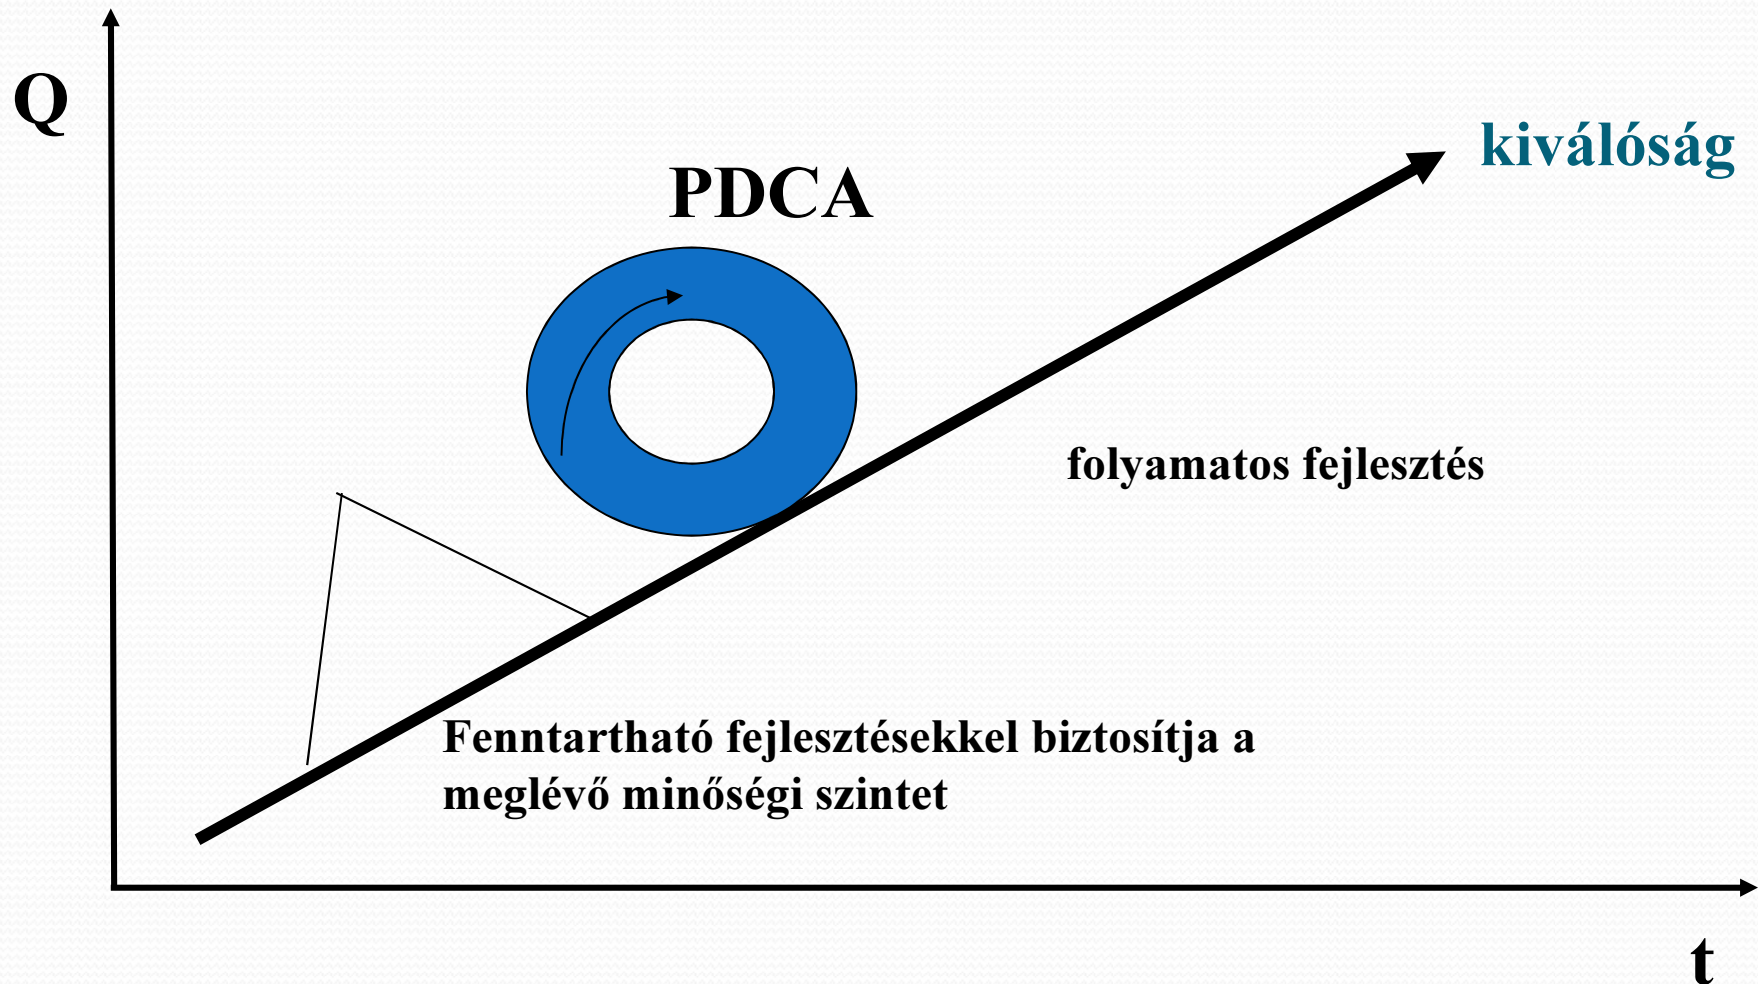 Q
kiválóság
PDCA
folyamatos fejlesztés
Fenntartható fejlesztésekkel biztosítja a
meglévő minőségi szintet
t